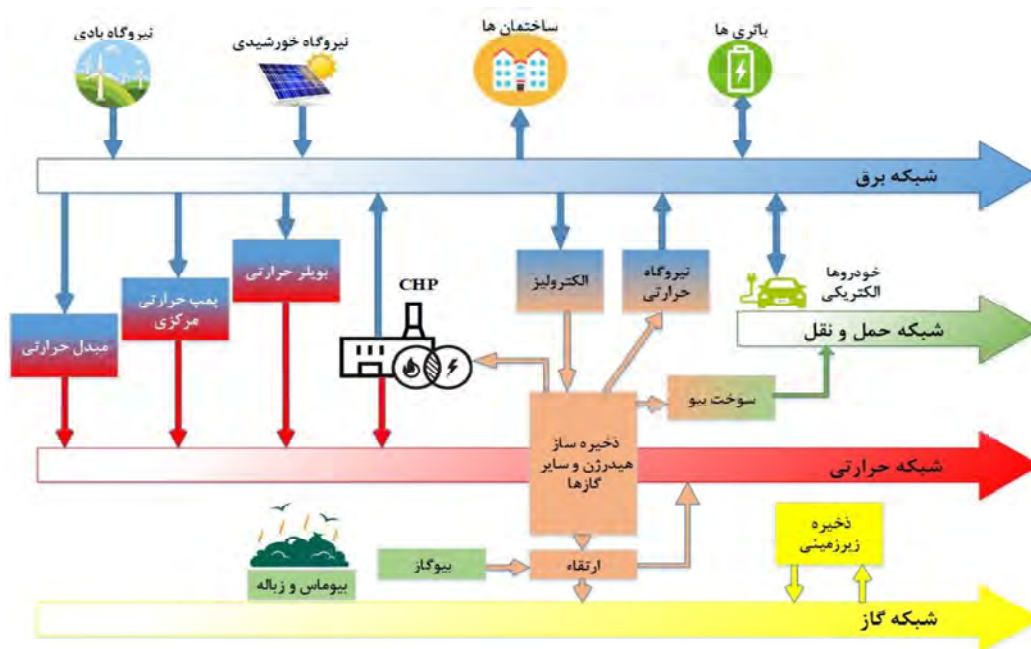 نیروگاه بادی
نیروگاه خورشیدی
ساختمان ها
باتری ها
شبکه برق
بویلر حرارتی
پمپ حرارتی
مرکزی
مبدل حرارتی
CHP
الکترولیز
نیروگاه
حرارتی
خودروها
الکتریکی
شبکه حمل و نقل
سوخت بیو
ذخیره ساز
هیدرژن و سایر
گازها
شبکه حرارتی
ذخیره
زیرزمینی
بیوگاز
ارتقاء
بیوماس و زباله
شبکه گاز